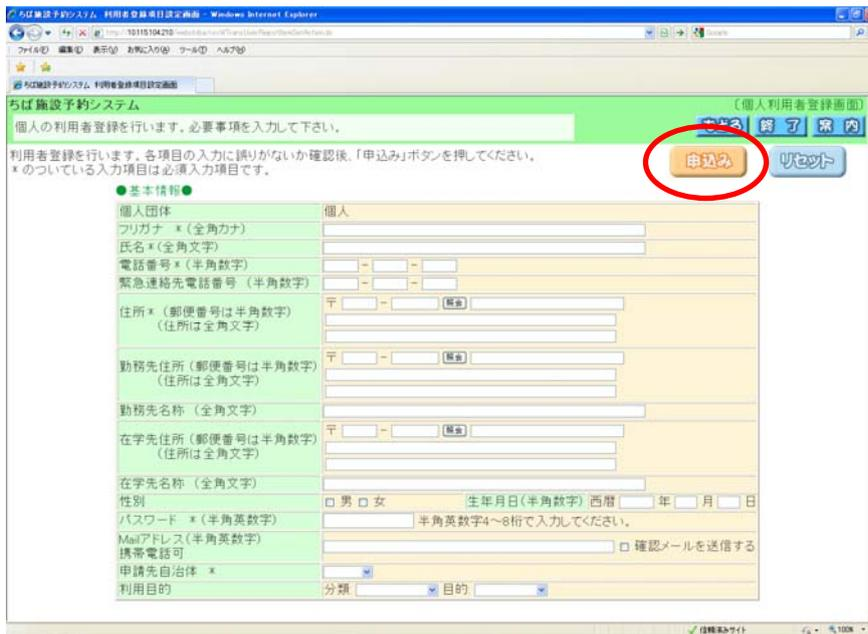 ちば施設予約システム 利用者登録項目設定画面 - Windows Internet Explorer
ファイル(F) 編集(E) 表示(V) お気に入り(A) ツール(T) ヘルプ(H)
ちば施設予約システム 利用者登録項目設定画面
ちば施設予約システム 〔個人利用者登録画面〕
個人の利用者登録を行います。必要事項を入力して下さい。 もどる 終了 案内
利用者登録を行います。各項目の入力に誤りがないか確認後、「申込み」ボタンを押してください。
* のついている入力項目は必須入力項目です。
申込み リセット
●基本情報●
個人団体 個人
フリガナ *(全角カナ)
氏名*(全角文字)
電話番号*(半角数字) - -
緊急連絡先電話番号 (半角数字) - -
住所* (郵便番号は半角数字) 〒 - 照会
(住所は全角文字)
勤務先住所(郵便番号は半角数字) 〒 - 照会
(住所は全角文字)
勤務先名称 (全角文字)
在学先住所(郵便番号は半角数字) 〒 - 照会
(住所は全角文字)
在学先名称 (全角文字)
性別 男 女 生年月日(半角数字) 西暦 年 月 日
パスワード *(半角英数字) 半角英数字4~8桁で入力してください。
Mailアドレス(半角英数字) 確認メールを送信する
携帯電話可
申請先自治体 *
利用目的 分類 目的
信頼済みサイト 100%